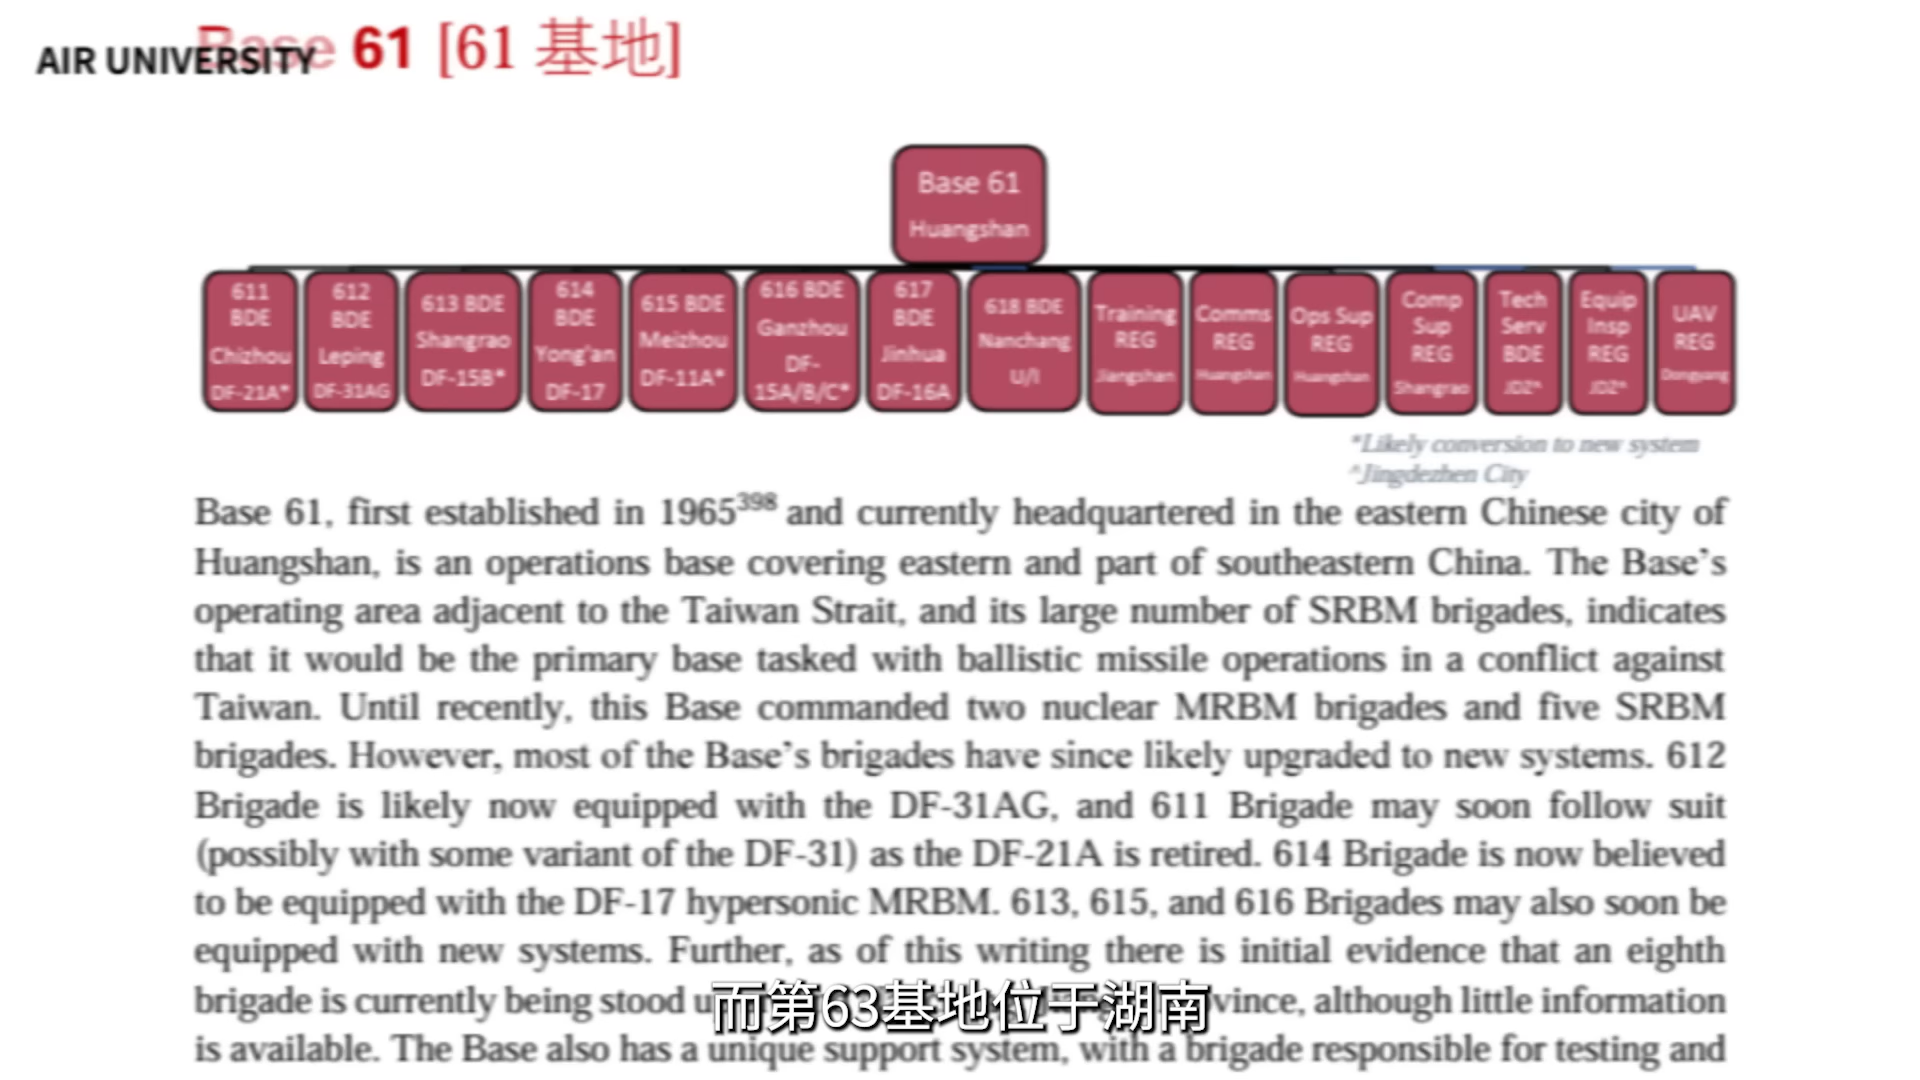 Base 61 [61 基地]
AIR UNIVERSITY
Base 61
Huangshan
611 BDE Chizhou DF-21A*
612 BDE Leping DF-31AG
613 BDE Shangrao DF-15B*
614 BDE Yong'an DF-17
615 BDE Meizhou DF-11A*
616 BDE Ganzhou DF-15A/B/C*
617 BDE Jinhua DF-16A
618 BDE Nanchang U/I
Training REG Jiangshan
Comms REG Huangshan
Ops Sup REG Huangshan
Comp Sup REG Shangrao
Tech Serv BDE JDZ^
Equip Insp REG JDZ^
UAV REG Dongyang
*Likely conversion to new system
^Jingdezhen City
Base 61, first established in 1965398 and currently headquartered in the eastern Chinese city of
Huangshan, is an operations base covering eastern and part of southeastern China. The Base's
operating area adjacent to the Taiwan Strait, and its large number of SRBM brigades, indicates
that it would be the primary base tasked with ballistic missile operations in a conflict against
Taiwan. Until recently, this Base commanded two nuclear MRBM brigades and five SRBM
brigades. However, most of the Base's brigades have since likely upgraded to new systems. 612
Brigade is likely now equipped with the DF-31AG, and 611 Brigade may soon follow suit
(possibly with some variant of the DF-31) as the DF-21A is retired. 614 Brigade is now believed
to be equipped with the DF-17 hypersonic MRBM. 613, 615, and 616 Brigades may also soon be
equipped with new systems. Further, as of this writing there is initial evidence that an eighth
brigade is currently being stood vince, although little information
而第63基地位于湖南
is available. The Base also has a unique support system, with a brigade responsible for testing and